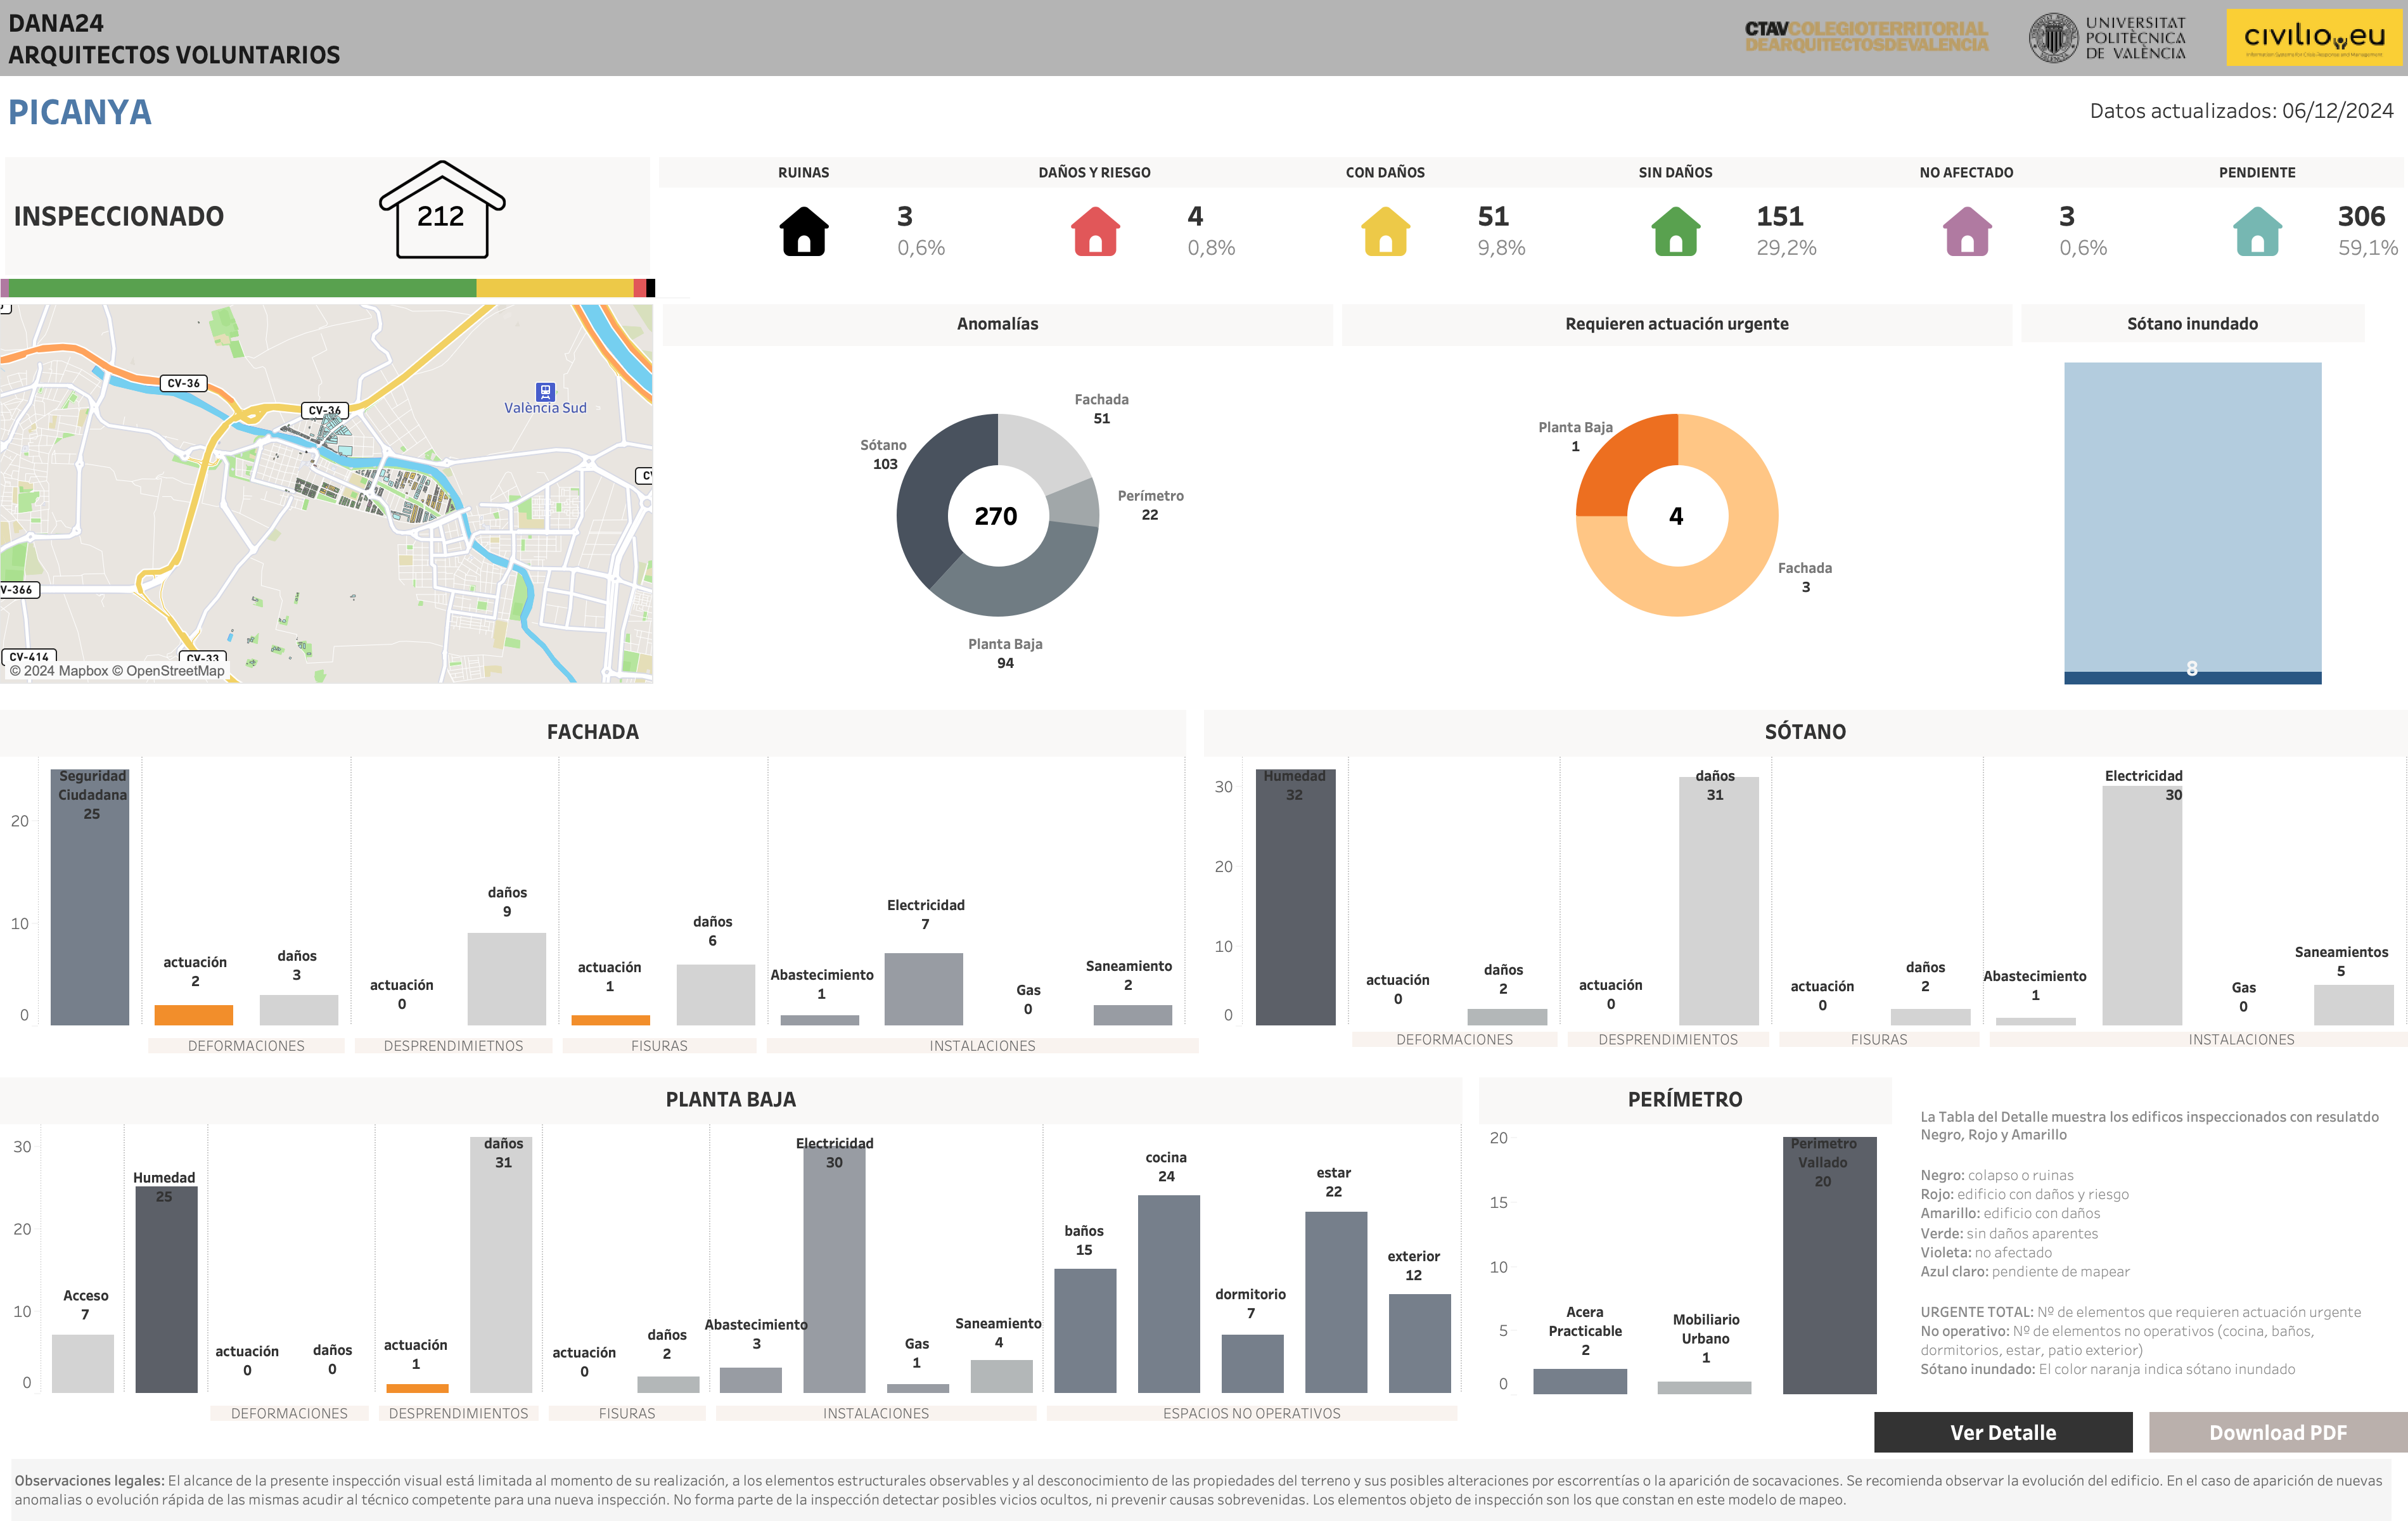 DANA24
ARQUITECTOS VOLUNTARIOS
CTAVCOLEGIOTERRITORIAL
DEARQUITECTOSDEVALENCIA
UNIVERSITAT
POLITÈCNICA
DE VALÈNCIA
civilio.eu
Information Systems for Crisis Response and Management
PICANYA
Datos actualizados: 06/12/2024
INSPECCIONADO
212
RUINAS
3
0,6%
DAÑOS Y RIESGO
4
0,8%
CON DAÑOS
51
9,8%
SIN DAÑOS
151
29,2%
NO AFECTADO
3
0,6%
PENDIENTE
306
59,1%
CV-36
CV-36
València Sud
CV
V-366
CV-414
CV-33
© 2024 Mapbox © OpenStreetMap
Anomalías
Fachada
51
Sótano
103
Perímetro
22
270
Planta Baja
94
Requieren actuación urgente
Planta Baja
1
4
Fachada
3
Sótano inundado
8
FACHADA
20
10
0
Seguridad
Ciudadana
25
actuación
2
daños
3
actuación
0
daños
9
actuación
1
daños
6
Abastecimiento
1
Electricidad
7
Gas
0
Saneamiento
2
DEFORMACIONES
DESPRENDIMIETNOS
FISURAS
INSTALACIONES
SÓTANO
30
20
10
0
Humedad
32
actuación
0
daños
2
actuación
0
daños
31
actuación
0
daños
2
Abastecimiento
1
Electricidad
30
Gas
0
Saneamientos
5
DEFORMACIONES
DESPRENDIMIENTOS
FISURAS
INSTALACIONES
PLANTA BAJA
30
20
10
0
Acceso
7
Humedad
25
actuación
0
daños
0
actuación
1
daños
31
actuación
0
daños
2
Abastecimiento
3
Electricidad
30
Gas
1
Saneamiento
4
baños
15
cocina
24
dormitorio
7
estar
22
exterior
12
DEFORMACIONES
DESPRENDIMIENTOS
FISURAS
INSTALACIONES
ESPACIOS NO OPERATIVOS
PERÍMETRO
20
15
10
5
0
Acera
Practicable
2
Mobiliario
Urbano
1
Perimetro
Vallado
20
La Tabla del Detalle muestra los edificos inspeccionados con resulatdo
Negro, Rojo y Amarillo
Negro: colapso o ruinas
Rojo: edificio con daños y riesgo
Amarillo: edificio con daños
Verde: sin daños aparentes
Violeta: no afectado
Azul claro: pendiente de mapear
URGENTE TOTAL: Nº de elementos que requieren actuación urgente
No operativo: Nº de elementos no operativos (cocina, baños,
dormitorios, estar, patio exterior)
Sótano inundado: El color naranja indica sótano inundado
Ver Detalle
Download PDF
Observaciones legales: El alcance de la presente inspección visual está limitada al momento de su realización, a los elementos estructurales observables y al desconocimiento de las propiedades del terreno y sus posibles alteraciones por escorrentías o la aparición de socavaciones. Se recomienda observar la evolución del edificio. En el caso de aparición de nuevas
anomalias o evolución rápida de las mismas acudir al técnico competente para una nueva inspección. No forma parte de la inspección detectar posibles vicios ocultos, ni prevenir causas sobrevenidas. Los elementos objeto de inspección son los que constan en este modelo de mapeo.